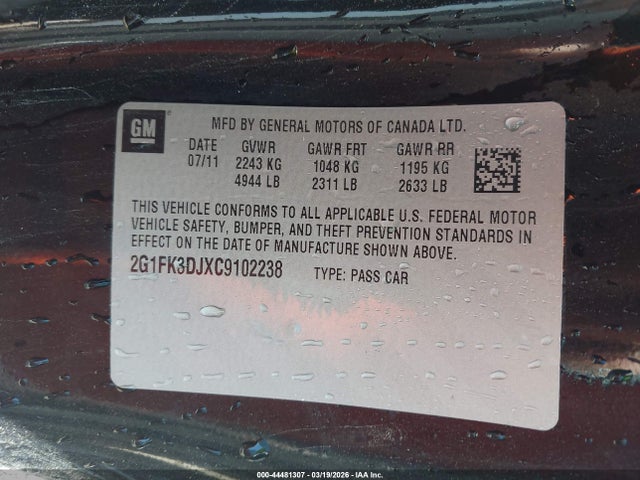 GM
MFD BY GENERAL MOTORS OF CANADA LTD.
DATE GVWR GAWR FRT GAWR RR
07/11 2243 KG 1048 KG 1195 KG
4944 LB 2311 LB 2633 LB
THIS VEHICLE CONFORMS TO ALL APPLICABLE U.S. FEDERAL MOTOR
VEHICLE SAFETY, BUMPER, AND THEFT PREVENTION STANDARDS IN
EFFECT ON THE DATE OF MANUFACTURE SHOWN ABOVE.
2G1FK3DJXC9102238 TYPE: PASS CAR
000-44481307 - 03/19/2026 - IAA Inc.